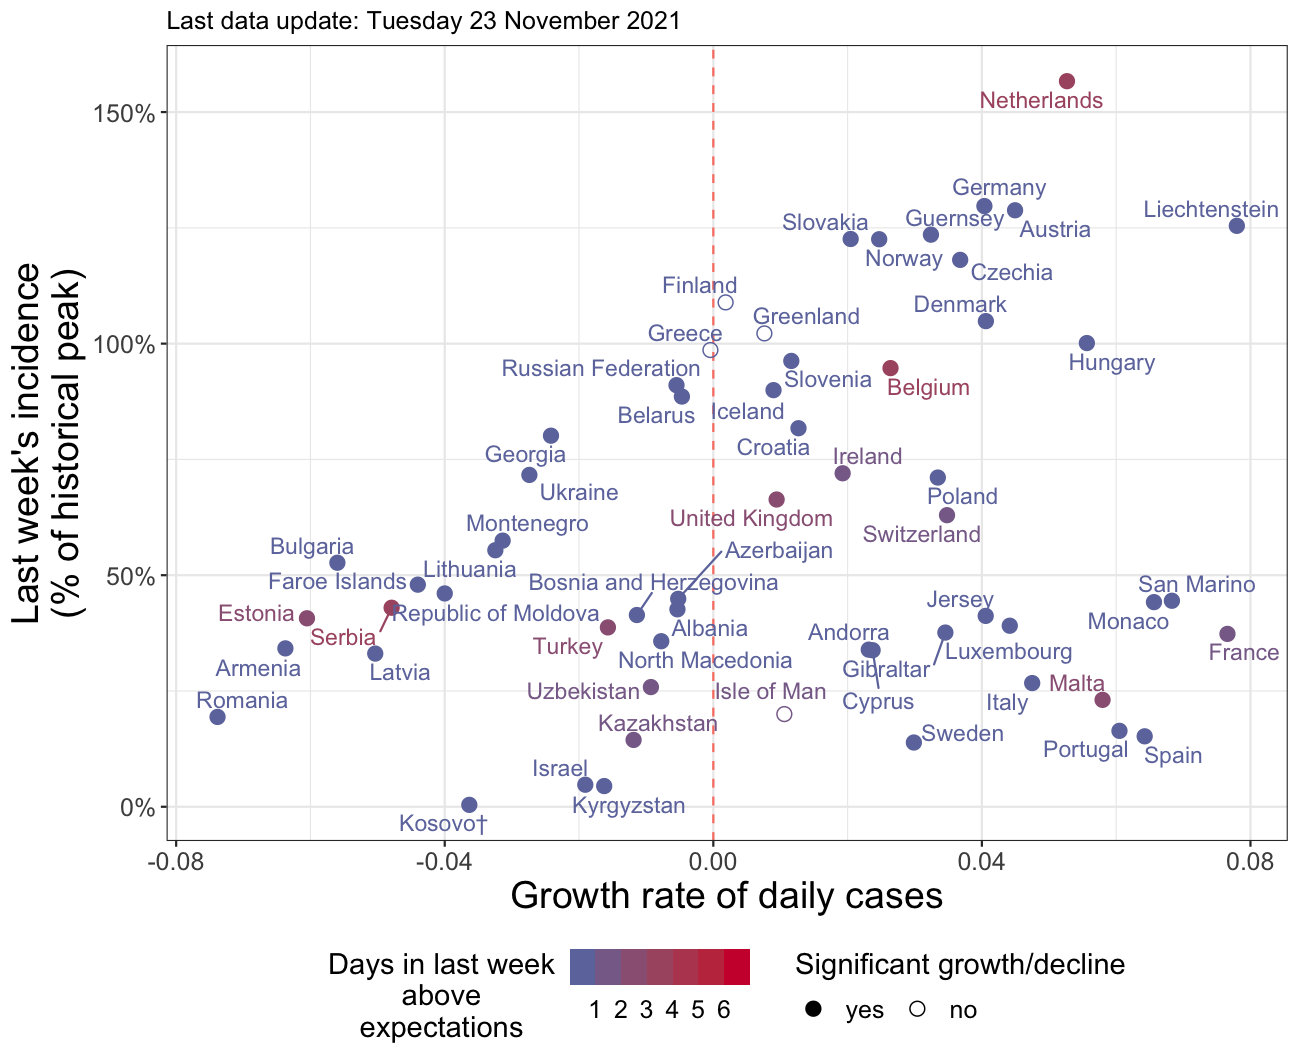 Last data update: Tuesday 23 November 2021
Last week's incidence
(% of historical peak)
150%
100%
50%
0%
Netherlands
Germany
Liechtenstein
Slovakia
Guernsey
Austria
Norway
Czechia
Finland
Denmark
Greenland
Greece
Hungary
Russian Federation
Slovenia
Belgium
Belarus
Iceland
Croatia
Georgia
Ireland
Ukraine
Poland
United Kingdom
Montenegro
Switzerland
Bulgaria
Azerbaijan
Lithuania
Faroe Islands
Bosnia and Herzegovina
San Marino
Jersey
Estonia
Republic of Moldova
Monaco
Serbia
Albania
Andorra
Turkey
Luxembourg
France
North Macedonia
Armenia
Latvia
Gibraltar
Uzbekistan
Isle of Man
Malta
Romania
Cyprus
Italy
Kazakhstan
Sweden
Portugal
Spain
Israel
Kyrgyzstan
Kosovo†
-0.08
-0.04
0.00
0.04
0.08
Growth rate of daily cases
Days in last week
above
expectations
1 2 3 4 5 6
Significant growth/decline
yes
no